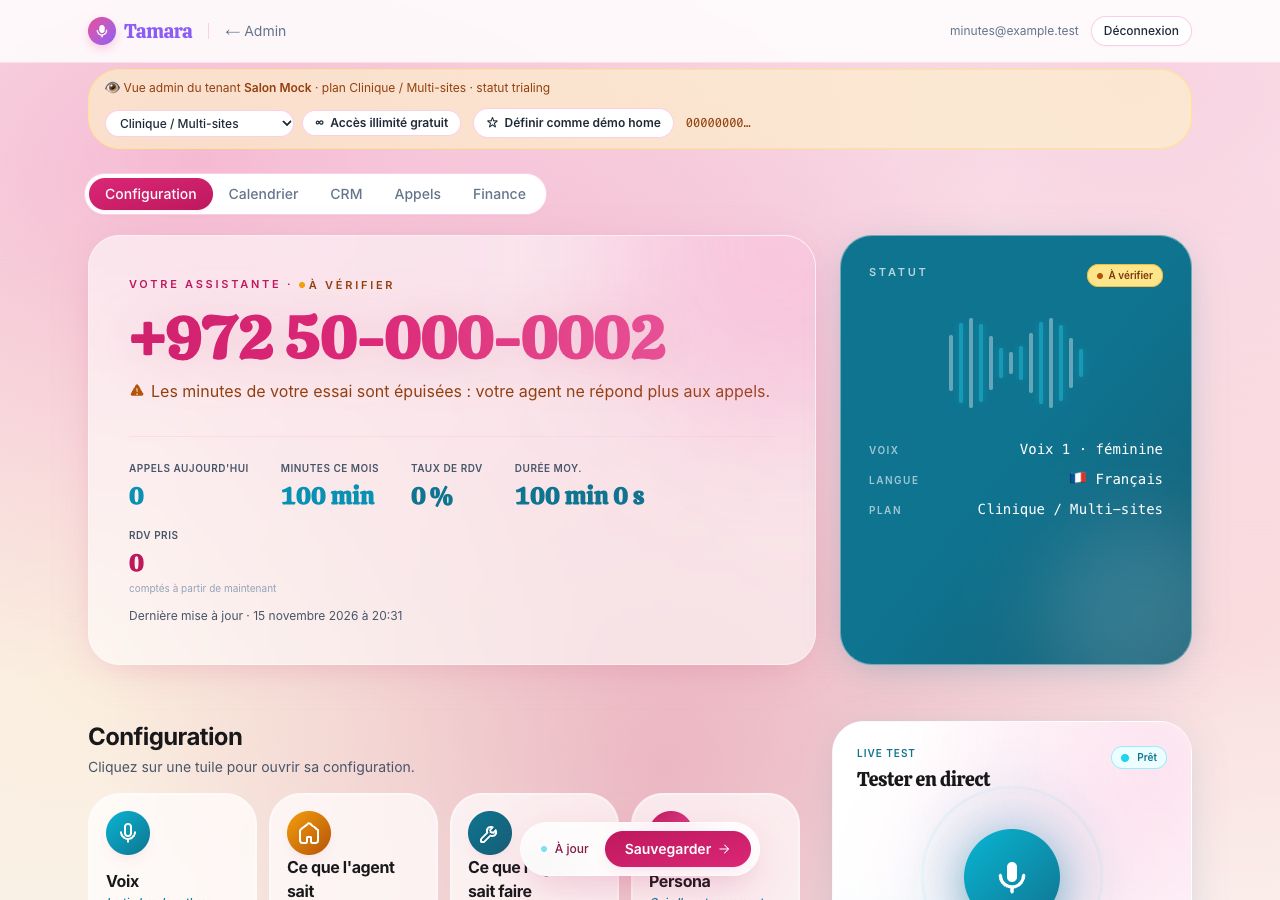 Tamara
← Admin
minutes@example.test
Déconnexion
Vue admin du tenant Salon Mock · plan Clinique / Multi-sites · statut trialing
Clinique / Multi-sites
∞ Accès illimité gratuit
☆ Définir comme démo home
00000000…
Configuration
Calendrier
CRM
Appels
Finance
VOTRE ASSISTANTE · À VÉRIFIER
+972 50-000-0002
Les minutes de votre essai sont épuisées : votre agent ne répond plus aux appels.
APPELS AUJOURD'HUI
0
MINUTES CE MOIS
100 min
TAUX DE RDV
0 %
DURÉE MOY.
100 min 0 s
RDV PRIS
0
comptés à partir de maintenant
Dernière mise à jour · 15 novembre 2026 à 20:31
STATUT
À vérifier
VOIX
Voix 1 · féminine
LANGUE
Français
PLAN
Clinique / Multi-sites
Configuration
Cliquez sur une tuile pour ouvrir sa configuration.
Voix
Ce que l'agent
sait
Ce que l
sait faire
Persona
À jour
Sauvegarder →
LIVE TEST
Prêt
Tester en direct